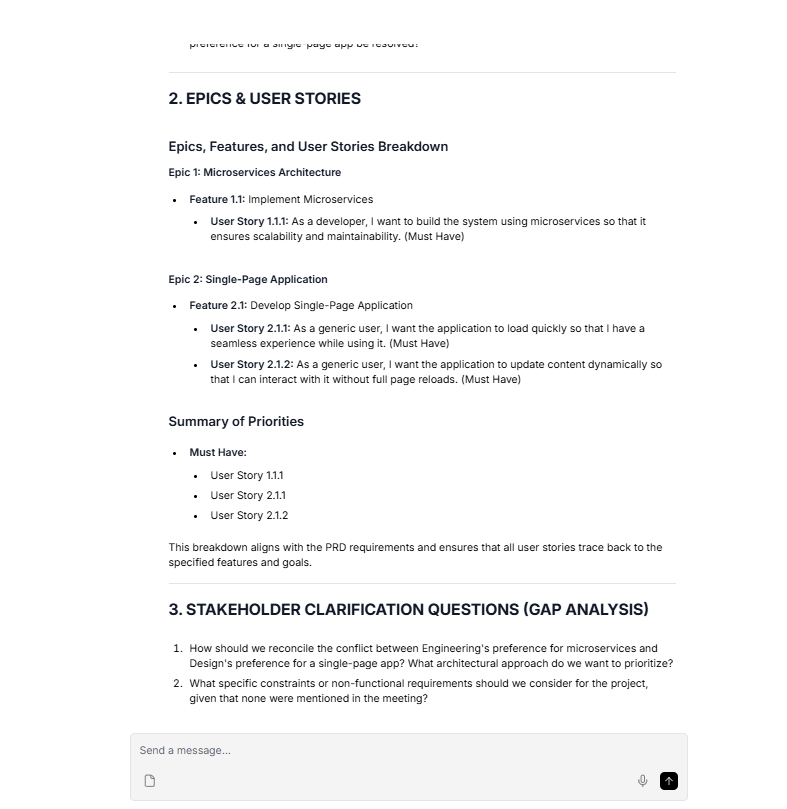 preference for a single-page app be resolved?
2. EPICS & USER STORIES
Epics, Features, and User Stories Breakdown
Epic 1: Microservices Architecture
Feature 1.1: Implement Microservices
User Story 1.1.1: As a developer, I want to build the system using microservices so that it
ensures scalability and maintainability. (Must Have)
Epic 2: Single-Page Application
Feature 2.1: Develop Single-Page Application
User Story 2.1.1: As a generic user, I want the application to load quickly so that I have a
seamless experience while using it. (Must Have)
User Story 2.1.2: As a generic user, I want the application to update content dynamically so
that I can interact with it without full page reloads. (Must Have)
Summary of Priorities
Must Have:
User Story 1.1.1
User Story 2.1.1
User Story 2.1.2
This breakdown aligns with the PRD requirements and ensures that all user stories trace back to the
specified features and goals.
3. STAKEHOLDER CLARIFICATION QUESTIONS (GAP ANALYSIS)
1. How should we reconcile the conflict between Engineering's preference for microservices and
Design's preference for a single-page app? What architectural approach do we want to prioritize?
2. What specific constraints or non-functional requirements should we consider for the project,
given that none were mentioned in the meeting?
Send a message...